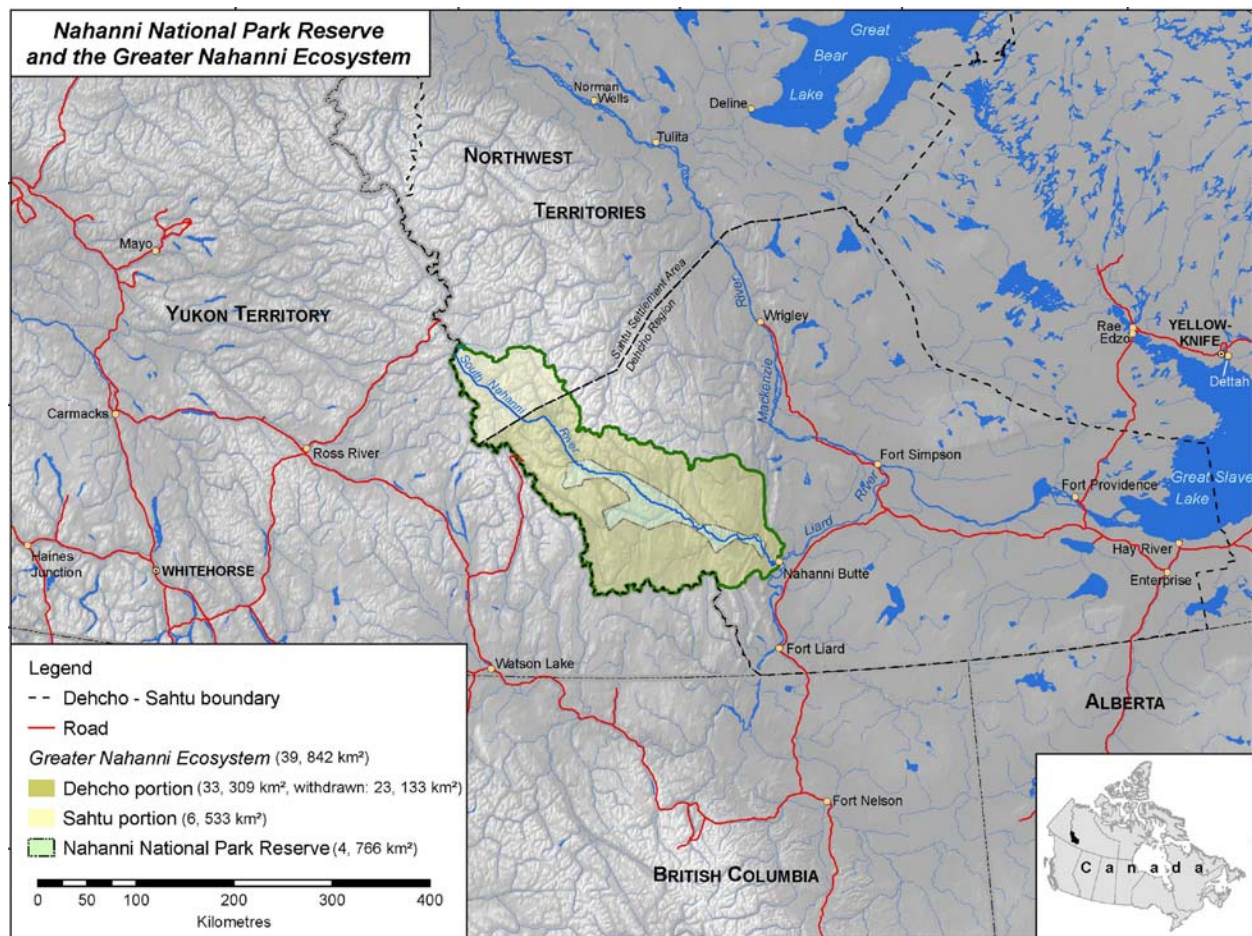 Nahanni National Park Reserve
and the Greater Nahanni Ecosystem
Great
Bear
Lake
Norman
Wells
Deline
Tulita
NORTHWEST
TERRITORIES
Mayo
YUKON TERRITORY
Sahtu Settlement Area
Dehcho Region
River
Wrigley
Mackenzie
Rae
Edzo
YELLOW-
KNIFE
Dettah
South Nahanni
River
Carmacks
Ross River
Fort Simpson
River
Liard
Fort Providence
Great Slave
Lake
Haines
Junction
WHITEHORSE
Nahanni Butte
Hay River
Enterprise
Fort Liard
Watson Lake
ALBERTA
Fort Nelson
BRITISH COLUMBIA
Legend
Dehcho - Sahtu boundary
Road
Greater Nahanni Ecosystem (39, 842 km²)
Dehcho portion (33, 309 km², withdrawn: 23, 133 km²)
Sahtu portion (6, 533 km²)
Nahanni National Park Reserve (4, 766 km²)
0 50 100 200 300 400
Kilometres
Canada